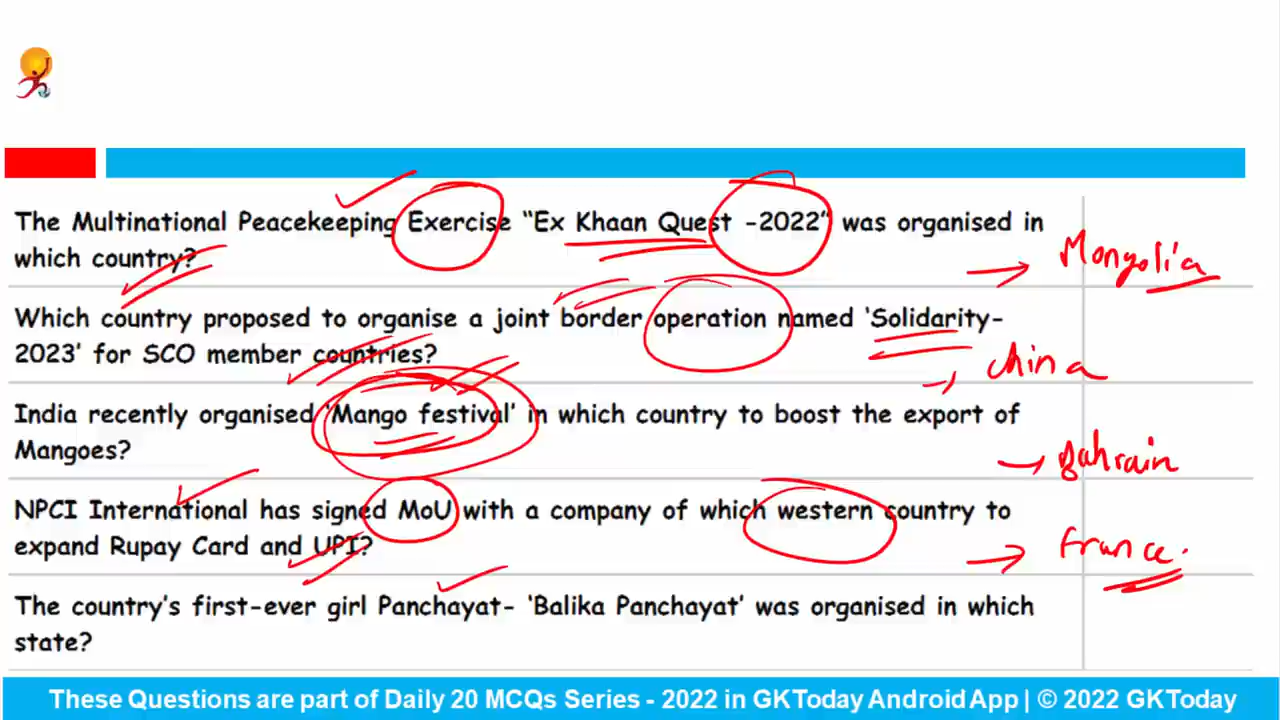 The Multinational Peacekeeping Exercise “Ex Khaan Quest -2022” was organised in
which country?
Mongolia
Which country proposed to organise a joint border operation named ‘Solidarity-
2023’ for SCO member countries?
China
India recently organised ‘Mango festival’ in which country to boost the export of
Mangoes?
Bahrain
NPCI International has signed MoU with a company of which western country to
expand Rupay Card and UPI?
France.
The country’s first-ever girl Panchayat- ‘Balika Panchayat’ was organised in which
state?
These Questions are part of Daily 20 MCQs Series - 2022 in GKToday Android App | © 2022 GKToday